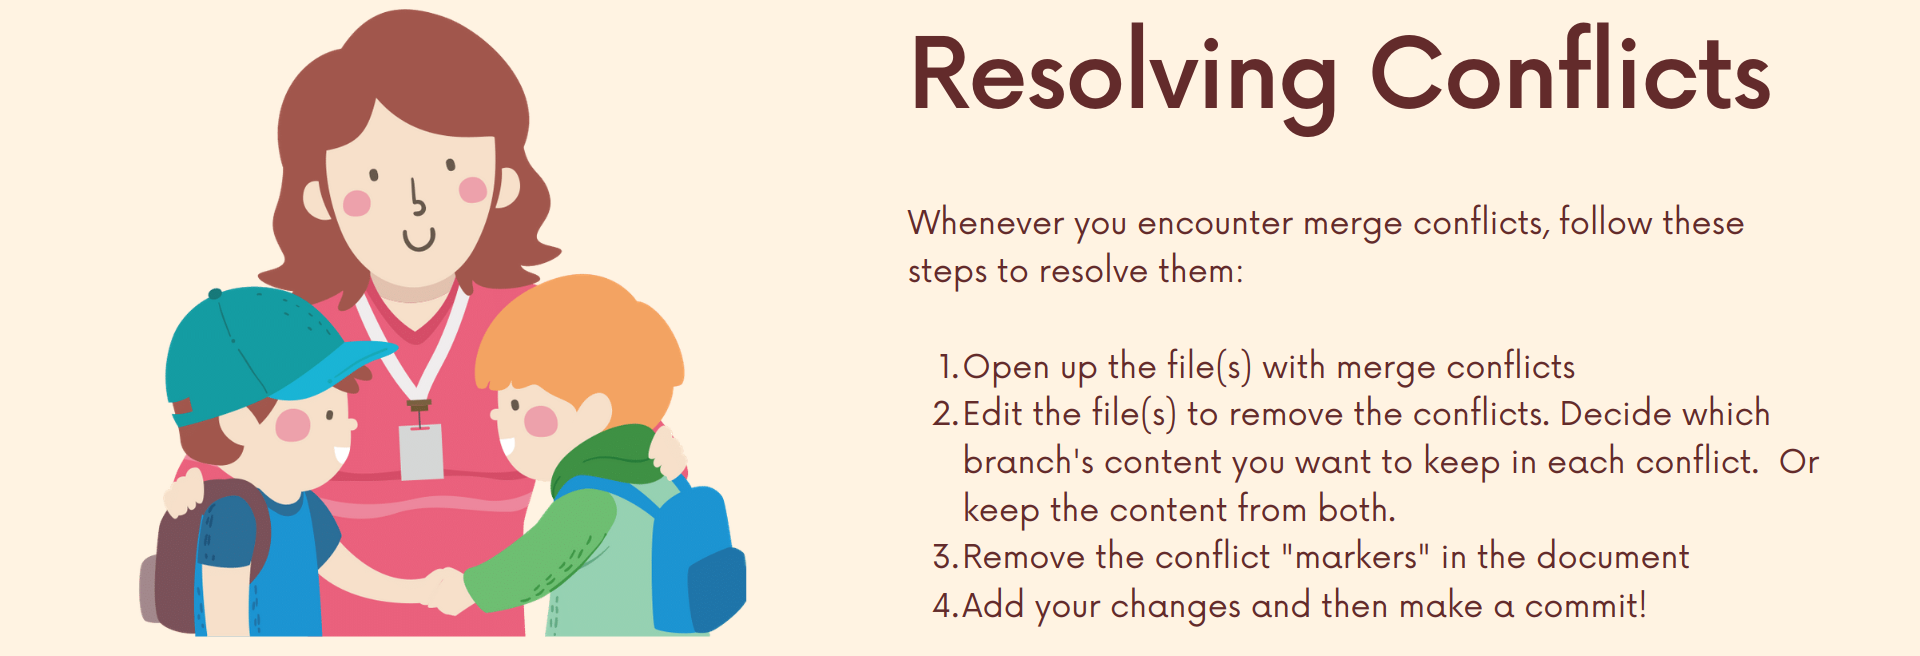 Resolving Conflicts
Whenever you encounter merge conflicts, follow these
steps to resolve them:
1. Open up the file(s) with merge conflicts
2. Edit the file(s) to remove the conflicts. Decide which
branch's content you want to keep in each conflict.  Or
keep the content from both.
3. Remove the conflict "markers" in the document
4. Add your changes and then make a commit!